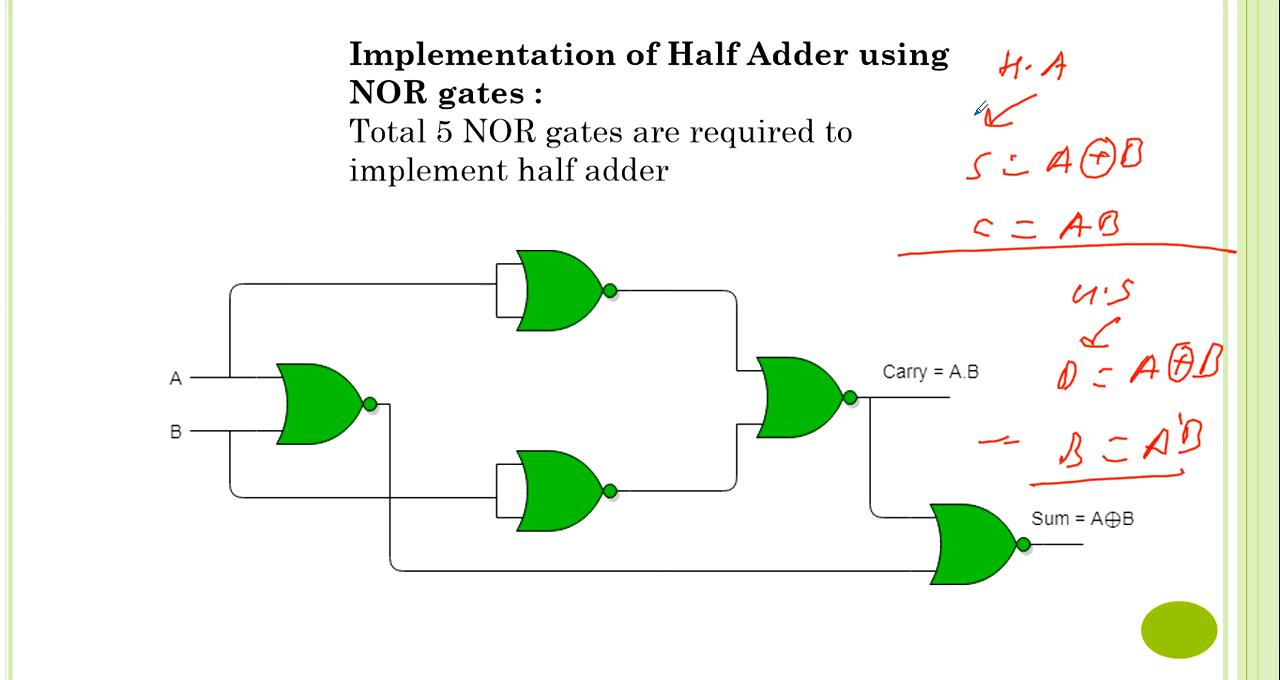 Implementation of Half Adder using
NOR gates :
Total 5 NOR gates are required to
implement half adder
H.A
S = A⊕B
C = AB
H.S
D = A⊕B
B = A'B
A
B
Carry = A.B
Sum = A⊕B